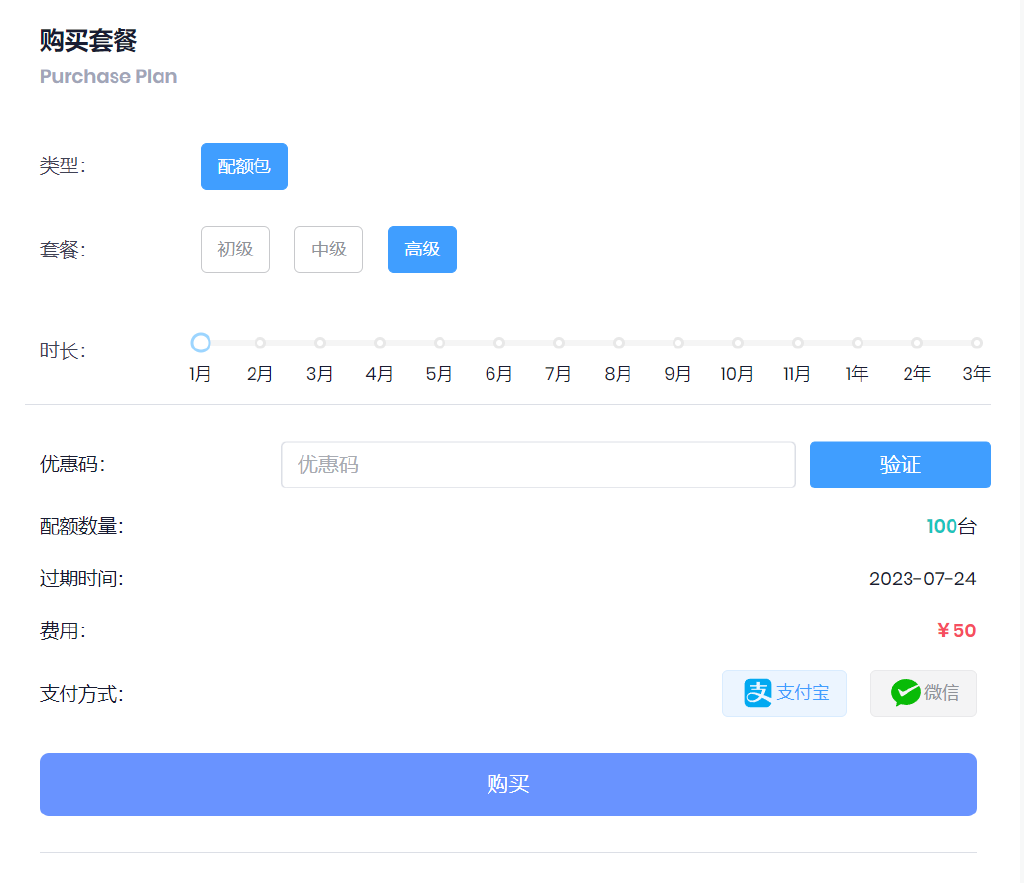 购买套餐
Purchase Plan
类型:
配额包
套餐:
初级 中级 高级
时长:
1月 2月 3月 4月 5月 6月 7月 8月 9月 10月 11月 1年 2年 3年
优惠码:
优惠码
验证
配额数量:
100台
过期时间:
2023-07-24
费用:
¥50
支付方式:
支 支付宝 微信
购买